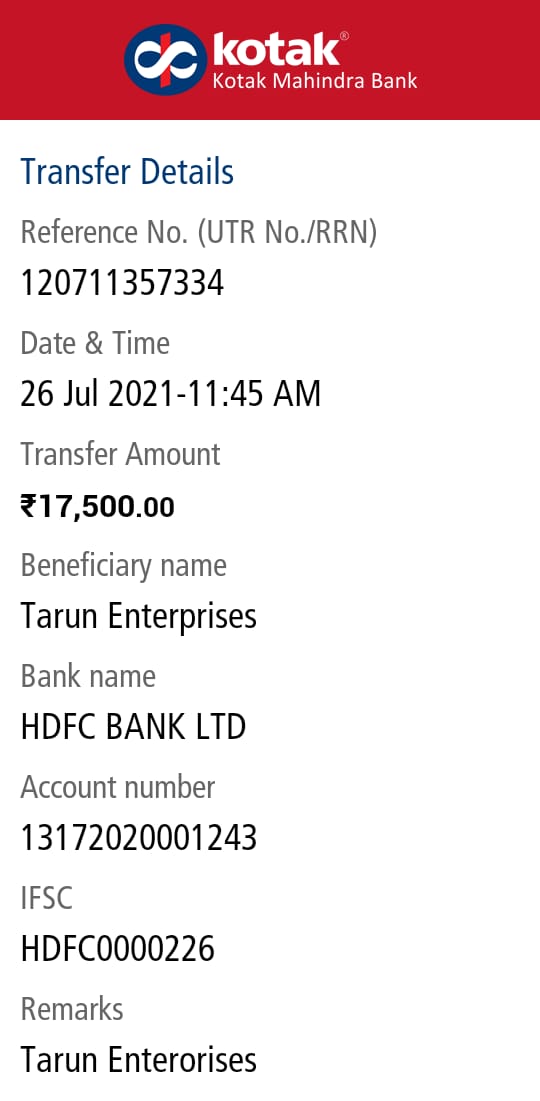 kotak®
Kotak Mahindra Bank
Transfer Details
Reference No. (UTR No./RRN)
120711357334
Date & Time
26 Jul 2021-11:45 AM
Transfer Amount
₹17,500.00
Beneficiary name
Tarun Enterprises
Bank name
HDFC BANK LTD
Account number
13172020001243
IFSC
HDFC0000226
Remarks
Tarun Enterorises